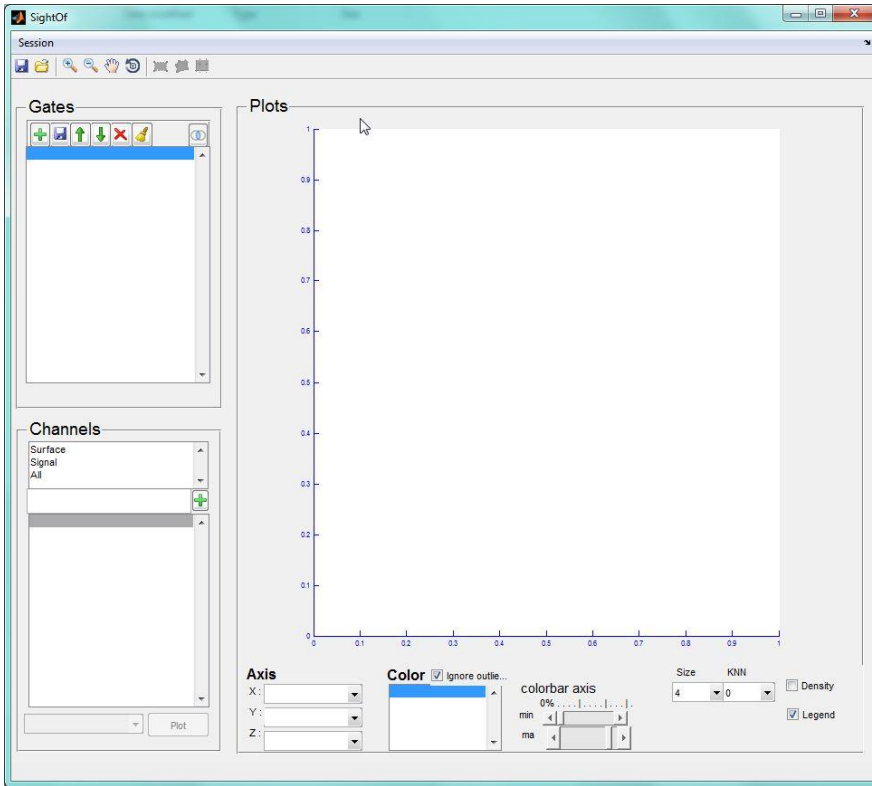 SightOf
Session
Gates
Channels
Surface
Signal
All
Plot
Plots
1
0.9
0.8
0.7
0.6
0.5
0.4
0.3
0.2
0.1
0
0 0.1 0.2 0.3 0.4 0.5 0.6 0.7 0.8 0.9 1
Axis
X:
Y:
Z:
Color Ignore outlie...
colorbar axis
0% . . . . | . . . . | . . . | .
min
ma
Size KNN
4 0
Density
Legend